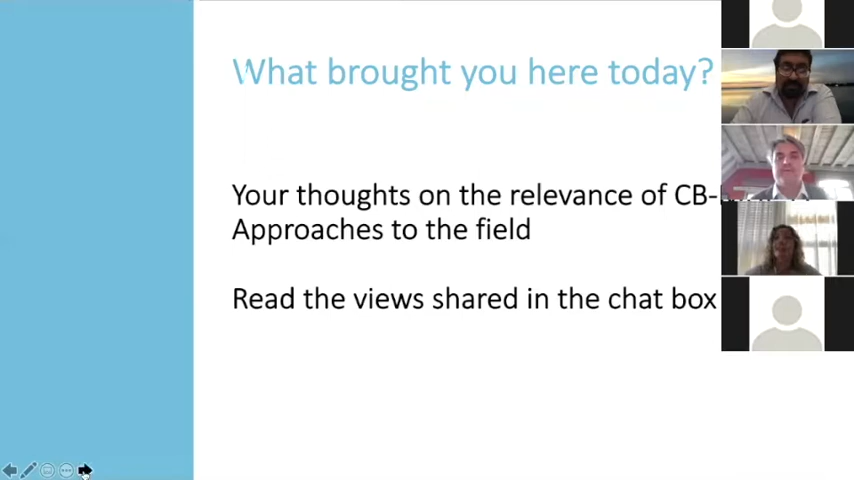 What brought you here today?
Your thoughts on the relevance of CB-
Approaches to the field
Read the views shared in the chat box